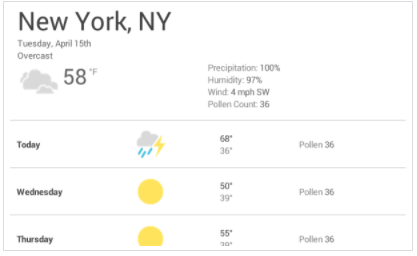 New York, NY
Tuesday, April 15th
Overcast
58 °F
Precipitation: 100%
Humidity: 97%
Wind: 4 mph SW
Pollen Count: 36
Today 68° Pollen 36
36°
Wednesday 50° Pollen 36
39°
Thursday 55° Pollen 36
39°